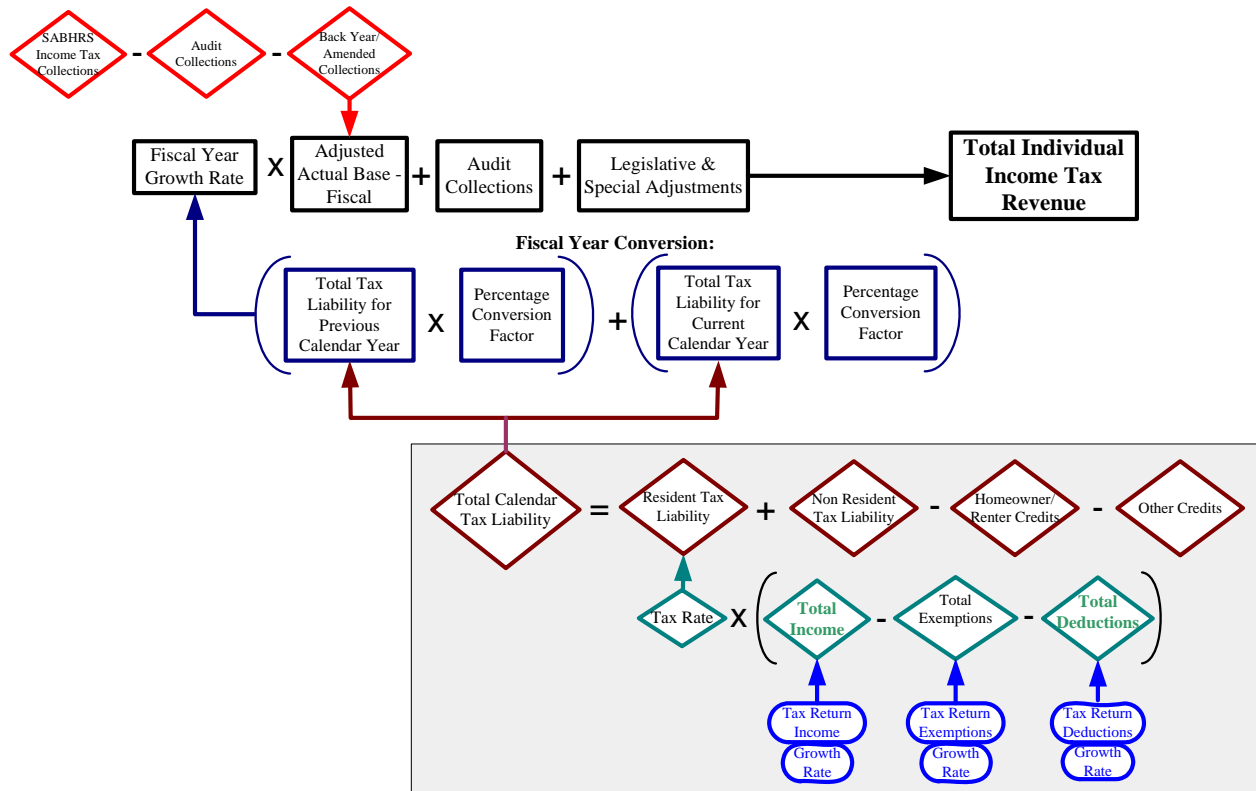 SABHRS
Income Tax
Collections
-
Audit
Collections
-
Back Year/
Amended
Collections
Fiscal Year
Growth Rate
X
Adjusted
Actual Base -
Fiscal
+
Audit
Collections
+
Legislative &
Special Adjustments
Total Individual
Income Tax
Revenue
Fiscal Year Conversion:
Total Tax
Liability for
Previous
Calendar Year
X
Percentage
Conversion
Factor
+
Total Tax
Liability for
Current
Calendar Year
X
Percentage
Conversion
Factor
Total Calendar
Tax Liability
=
Resident Tax
Liability
+
Non Resident
Tax Liability
-
Homeowner/
Renter Credits
-
Other Credits
Tax Rate
X
Total
Income
-
Total
Exemptions
-
Total
Deductions
Tax Return
Income
Growth
Rate
Tax Return
Exemptions
Growth
Rate
Tax Return
Deductions
Growth
Rate